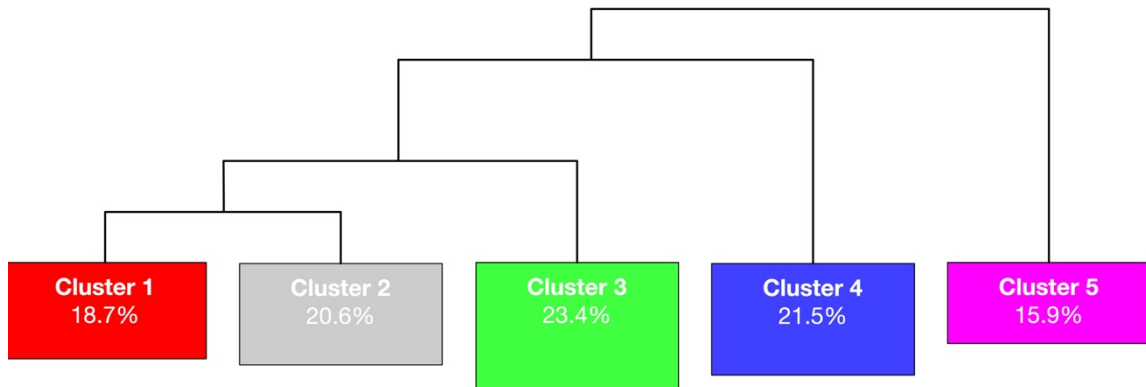 Cluster 1
18.7%
Cluster 2
20.6%
Cluster 3
23.4%
Cluster 4
21.5%
Cluster 5
15.9%